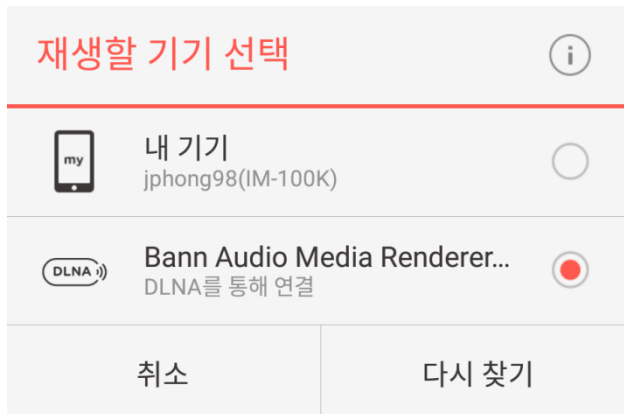 재생할 기기 선택
i
my
내 기기
jphong98(IM-100K)
DLNA
Bann Audio Media Renderer...
DLNA를 통해 연결
취소
다시 찾기